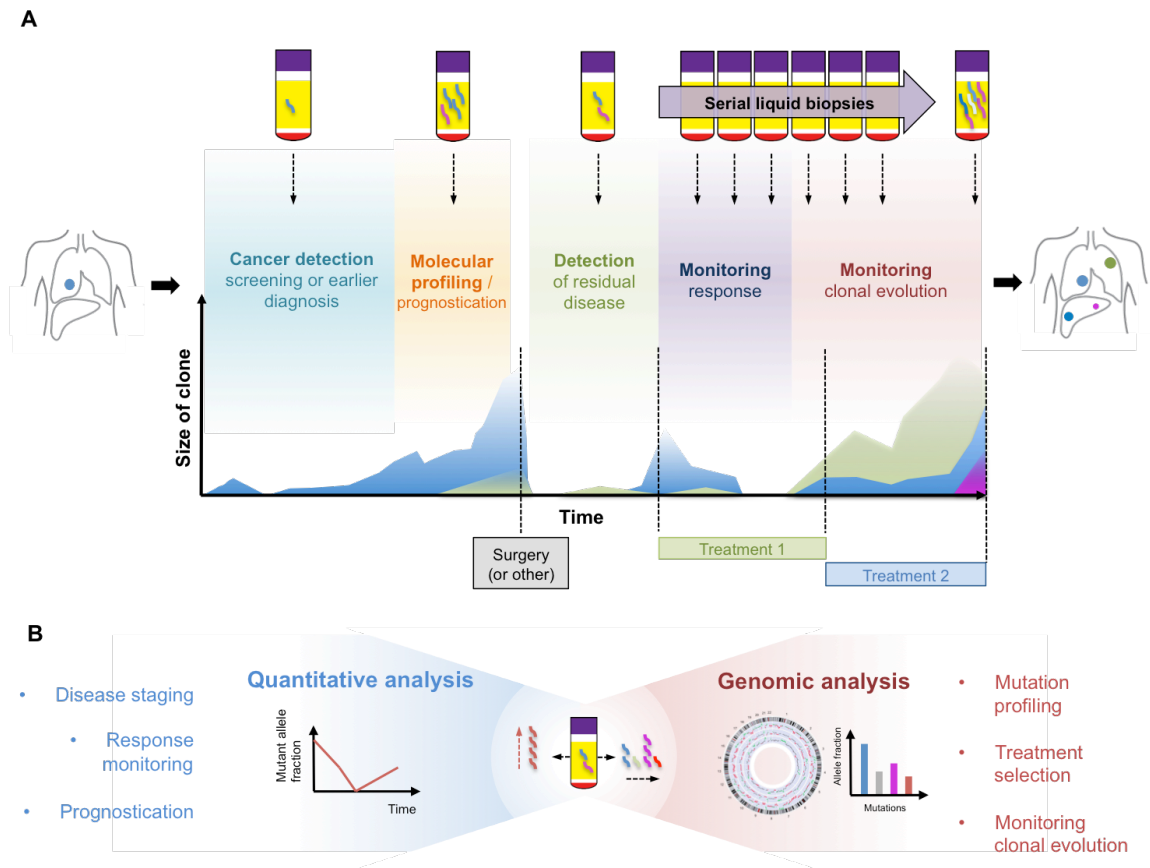 A
Serial liquid biopsies
Cancer detection
screening or earlier
diagnosis
Molecular
profiling /
prognostication
Detection
of residual
disease
Monitoring
response
Monitoring
clonal evolution
Size of clone
Time
Surgery
(or other)
Treatment 1
Treatment 2
B
Quantitative analysis
• Disease staging
• Response
monitoring
• Prognostication
Mutant allele
fraction
Time
Genomic analysis
Allele fraction
Mutations
• Mutation
profiling
• Treatment
selection
• Monitoring
clonal evolution